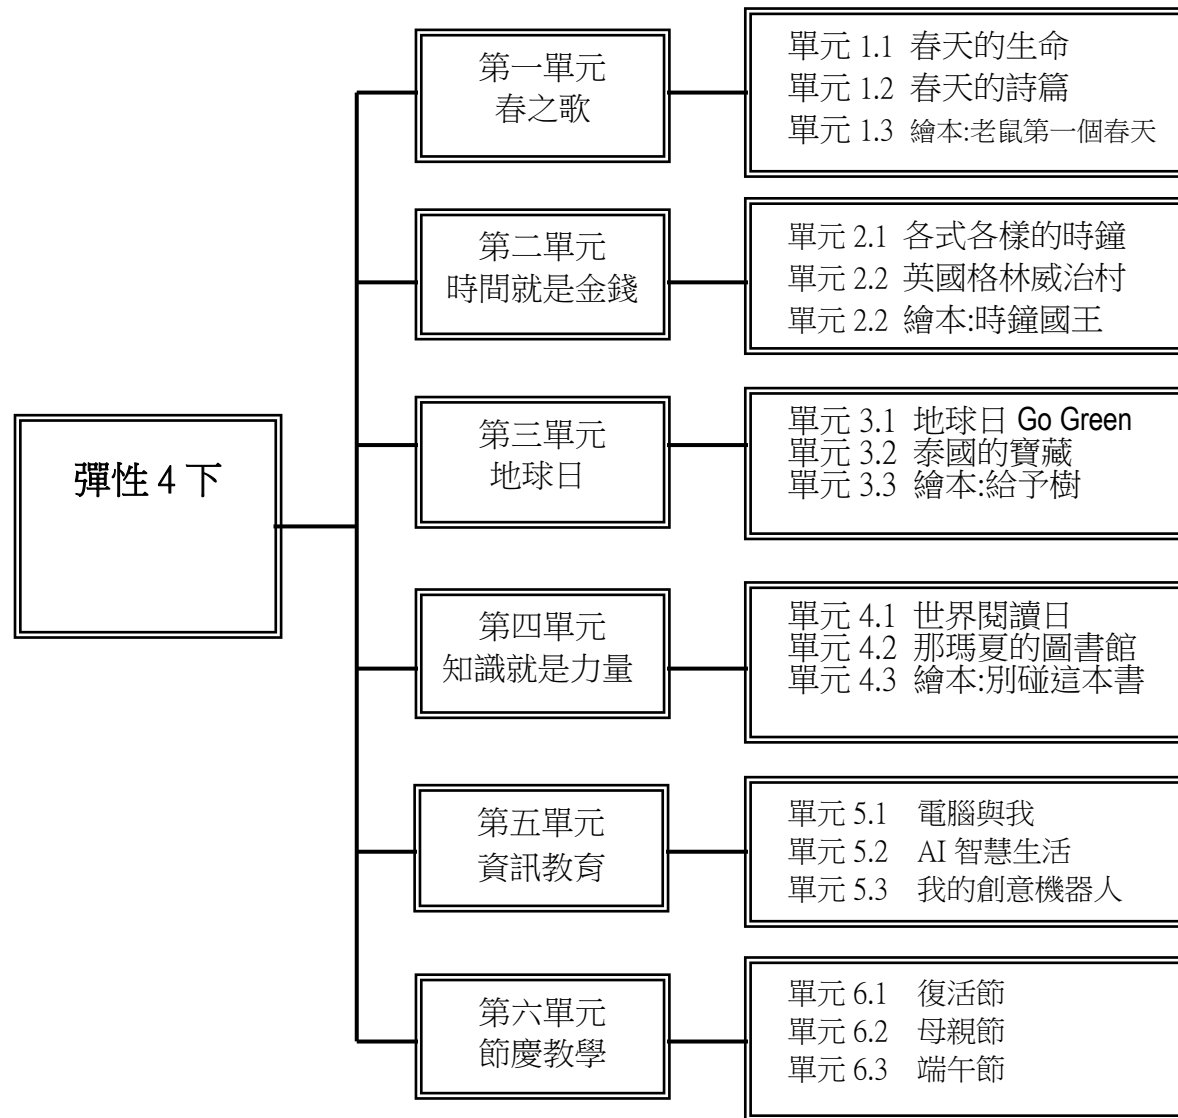 彈性 4 下
第一單元
春之歌
單元 1.1 春天的生命
單元 1.2 春天的詩篇
單元 1.3 繪本:老鼠第一個春天
第二單元
時間就是金錢
單元 2.1 各式各樣的時鐘
單元 2.2 英國格林威治村
單元 2.2 繪本:時鐘國王
第三單元
地球日
單元 3.1 地球日 Go Green
單元 3.2 泰國的寶藏
單元 3.3 繪本:給予樹
第四單元
知識就是力量
單元 4.1 世界閱讀日
單元 4.2 那瑪夏的圖書館
單元 4.3 繪本:別碰這本書
第五單元
資訊教育
單元 5.1 電腦與我
單元 5.2 AI 智慧生活
單元 5.3 我的創意機器人
第六單元
節慶教學
單元 6.1 復活節
單元 6.2 母親節
單元 6.3 端午節